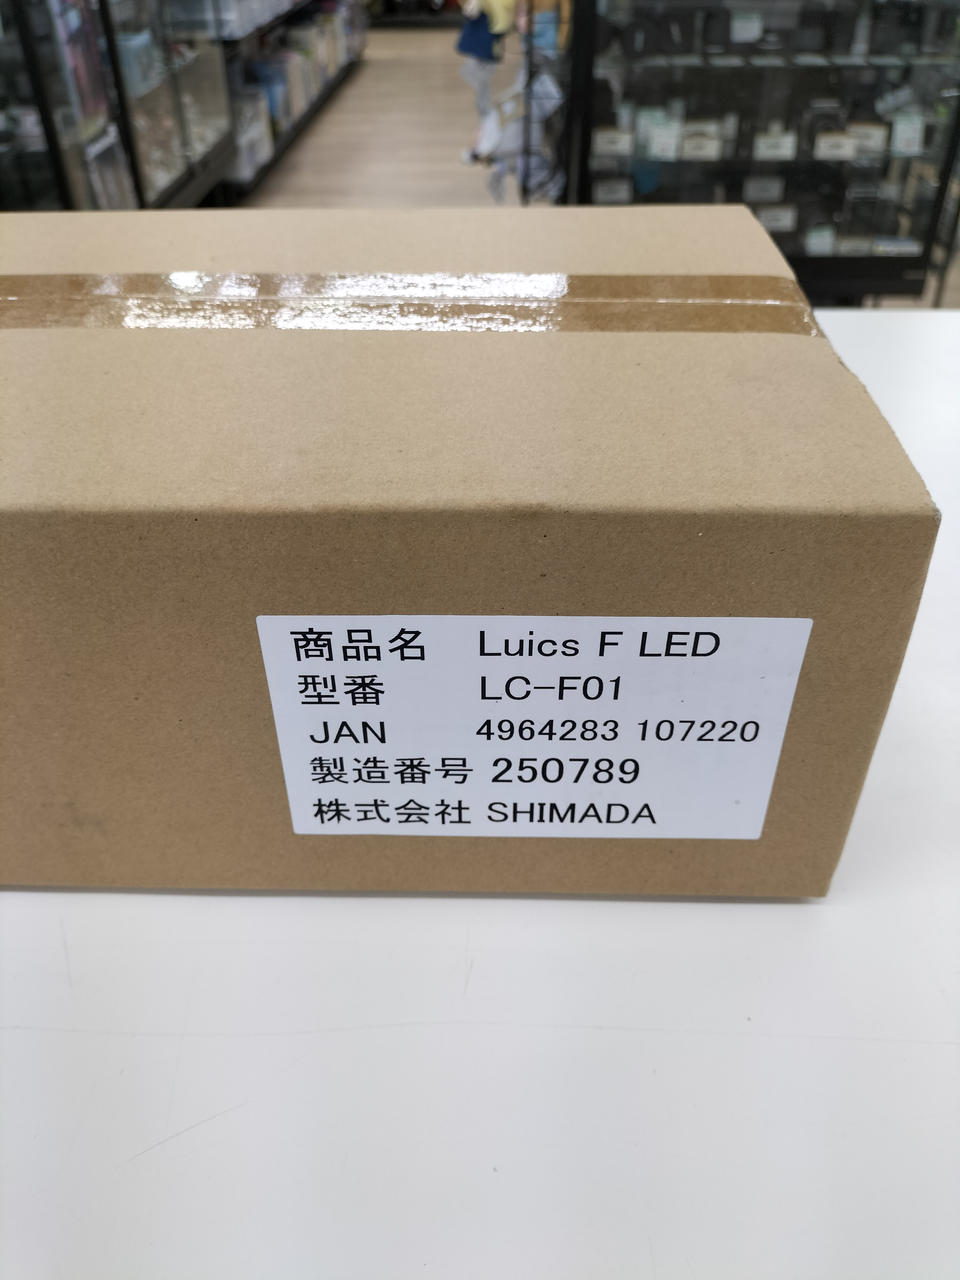 商品名 Luics F LED
型番 LC-F01
JAN 4964283 107220
製造番号 250789
株式会社 SHIMADA